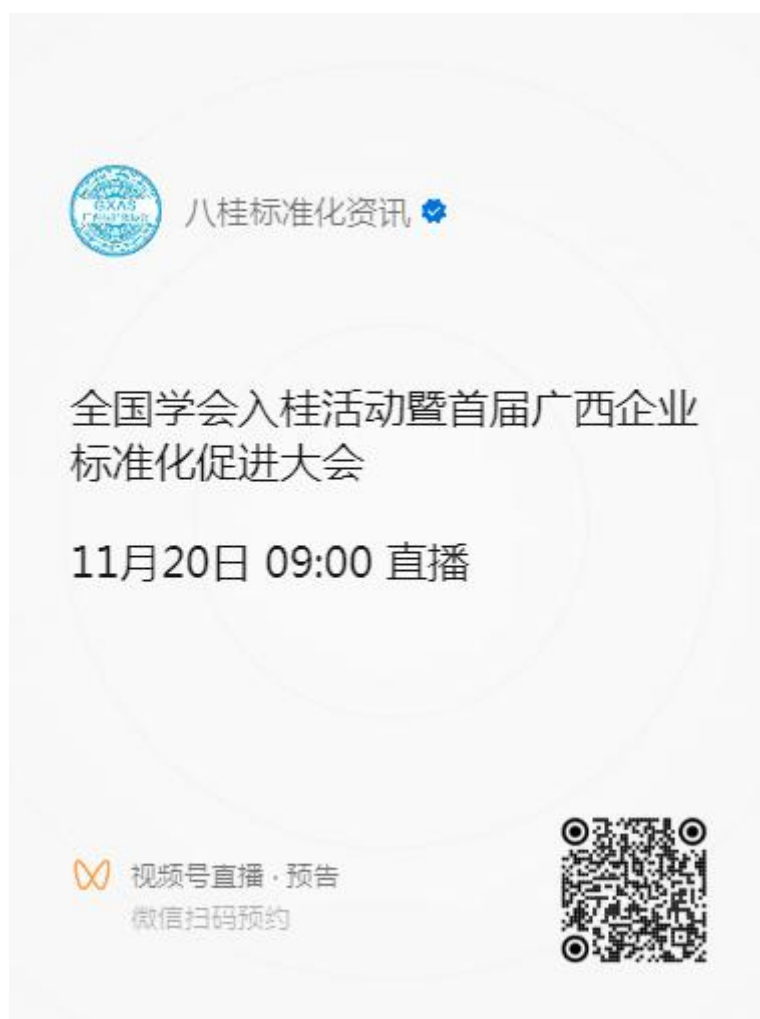 GXAS
八桂标准化资讯
全国学会入桂活动暨首届广西企业
标准化促进大会
11月20日 09:00 直播
视频号直播 · 预告
微信扫码预约